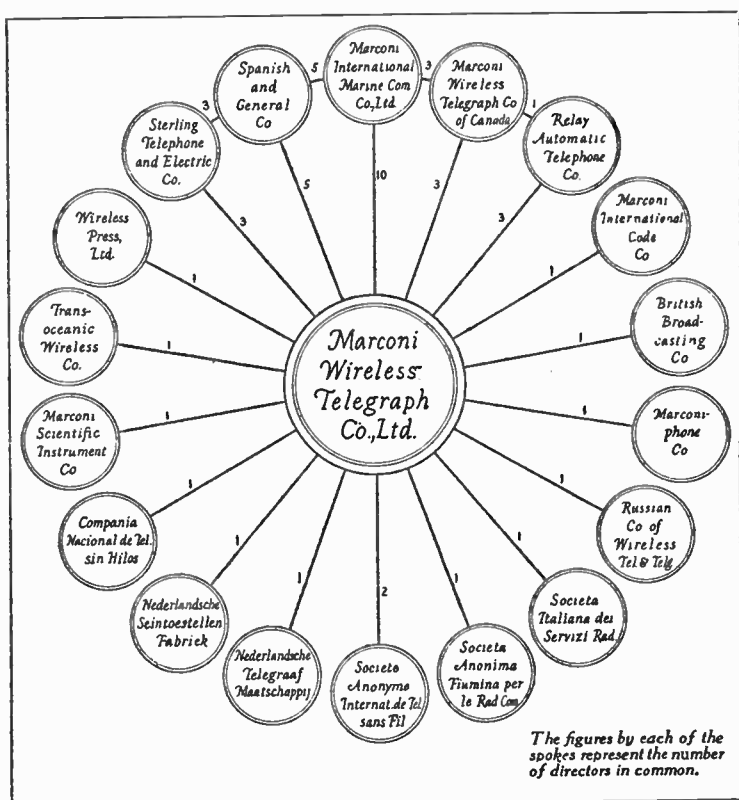 Marconi
International
Marine Com
Co., Ltd
3
Marconi
Wireless
Telegraph Co
of Canada
1
Relay
Automatic
Telephone
Co.
Marconi
International
Code
Co
British
Broad-
casting
Co
Marconi-
phone
Co
Russian
Co of
Wireless
Tel & Telg
Societa
Italiana dei
Servizi Rad.
Societa
Anonima
Fiumina per
le Rad Com.
Societe
Anonyme
Internat. de Tel
sans Fil
Nederlandsche
Telegraaf
Maatschappij
Nederlandsche
Seintoestellen
Fabriek
Compania
Nacional de Tel.
sin Hilos
Marconi
Scientific
Instrument
Co
Trans-
oceanic
Wireless
Co.
Wireless
Press,
Ltd.
Sterling
Telephone
and Electric
Co.
3
Spanish
and
General
Co
5
10
3
3
1
1
1
1
1
1
2
1
1
1
1
1
1
3
5
Marconi
Wireless
Telegraph
Co., Ltd.
The figures by each of the
spokes represent the number
of directors in common.